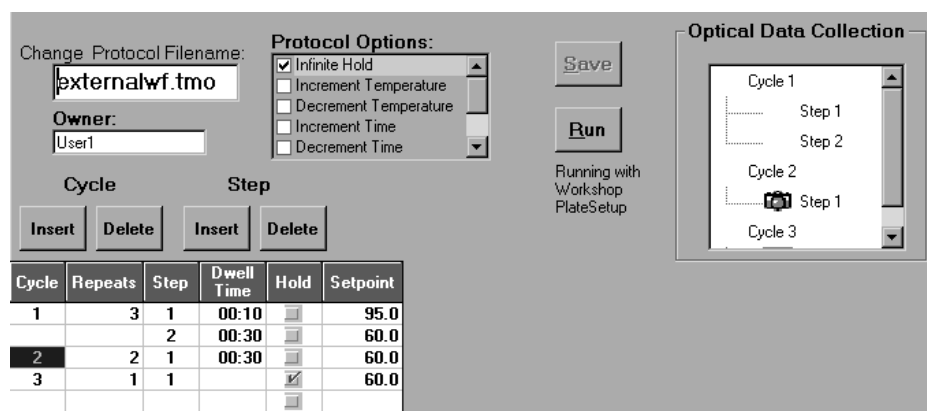 Change Protocol Filename:
externalwf.tmo
Owner:
User1
Protocol Options:
Infinite Hold
Increment Temperature
Decrement Temperature
Increment Time
Decrement Time
Save
Run
Running with
Workshop
PlateSetup
Optical Data Collection
Cycle 1
Step 1
Step 2
Cycle 2
Step 1
Cycle 3
Cycle Step
Insert Delete Insert Delete
Cycle Repeats Step Dwell Time Hold Setpoint
1 3 1 00:10 95.0
2 00:30 60.0
2 2 1 00:30 60.0
3 1 1 60.0